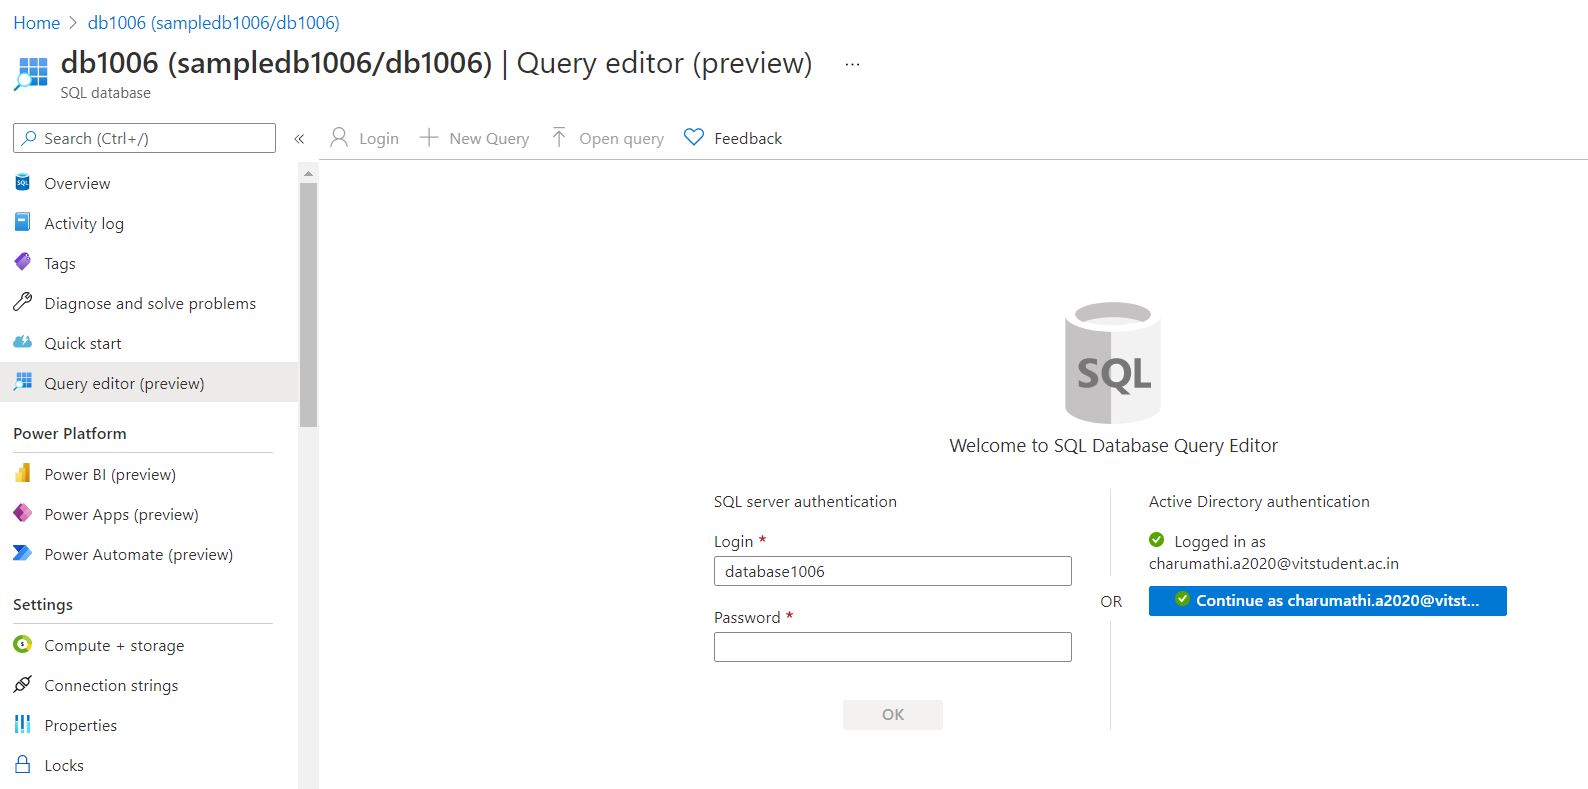 Home > db1006 (sampledb1006/db1006)
db1006 (sampledb1006/db1006) | Query editor (preview) ...
SQL database
Search (Ctrl+/)
«
Login
New Query
Open query
Feedback
SQL
Overview
Activity log
Tags
Diagnose and solve problems
Quick start
Query editor (preview)
Power Platform
Power BI (preview)
Power Apps (preview)
Power Automate (preview)
Settings
$
Compute + storage
Connection strings
Properties
Locks
SQL
Welcome to SQL Database Query Editor
SQL server authentication
Login *
database1006
Password *
OK
OR
Active Directory authentication
Logged in as
charumathi.a2020@vitstudent.ac.in
Continue as charumathi.a2020@vitst...